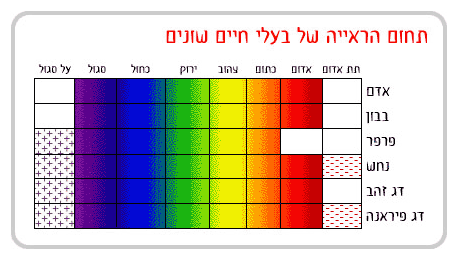 תחום הראייה של בעלי חיים שונים
תת אדום אדום כתום צהוב ירוק כחול סגול על סגול
אדם
בבון
פרפר
נחש
דג זהב
דג פיראנה